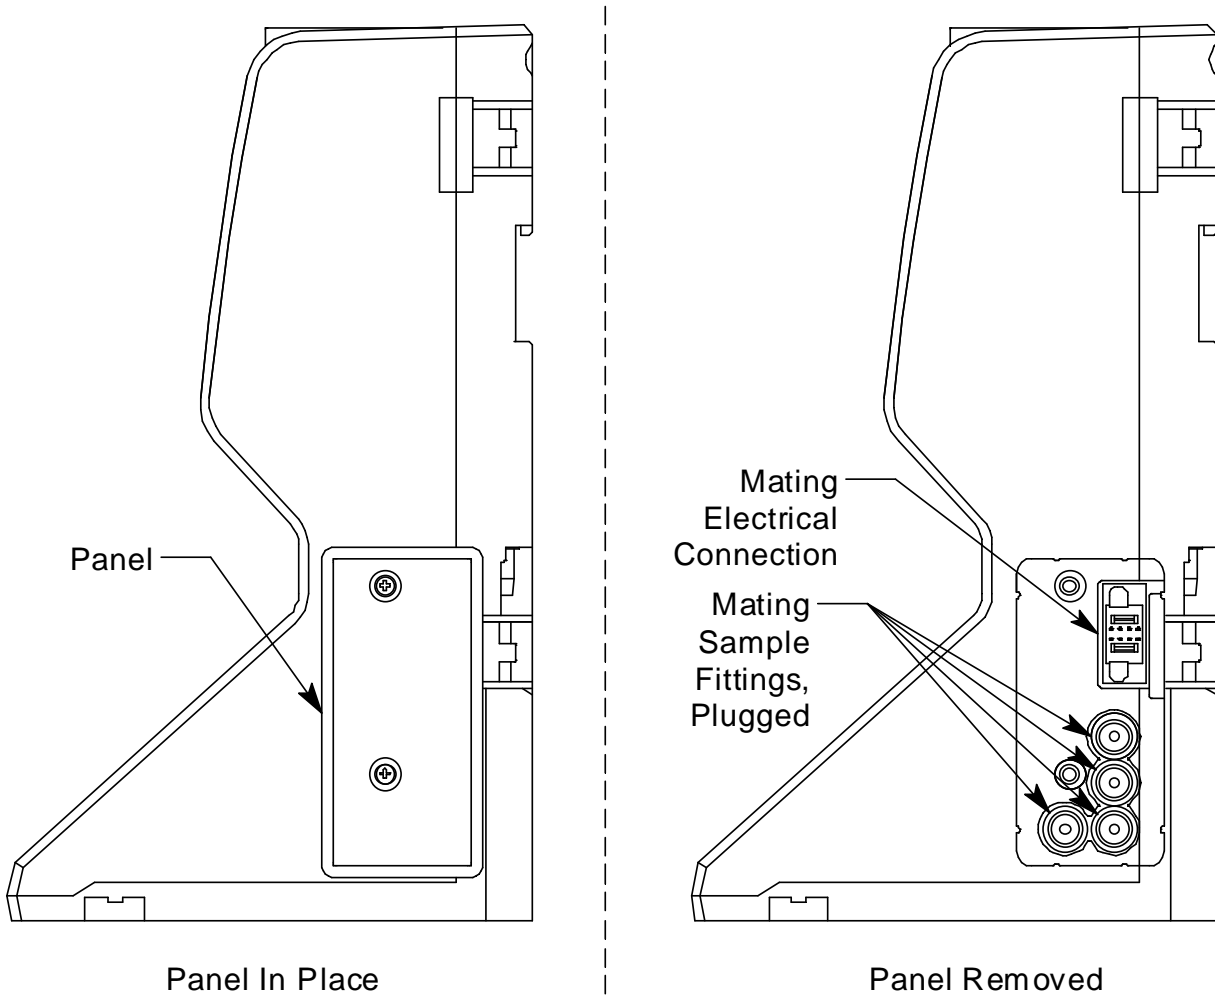 Panel
Mating
Electrical
Connection
Mating
Sample
Fittings,
Plugged
Panel In Place
Panel Removed